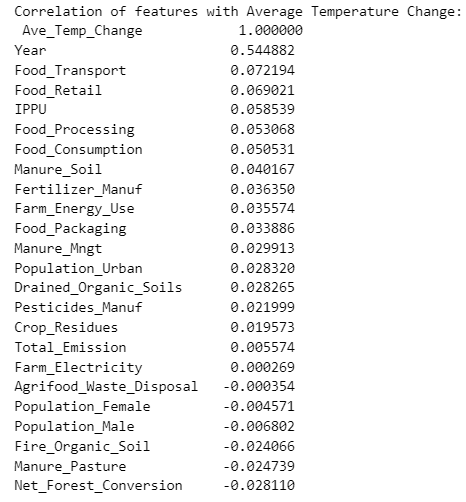 Correlation of features with Average Temperature Change:
Ave_Temp_Change 1.000000
Year 0.544882
Food_Transport 0.072194
Food_Retail 0.069021
IPPU 0.058539
Food_Processing 0.053068
Food_Consumption 0.050531
Manure_Soil 0.040167
Fertilizer_Manuf 0.036350
Farm_Energy_Use 0.035574
Food_Packaging 0.033886
Manure_Mngt 0.029913
Population_Urban 0.028320
Drained_Organic_Soils 0.028265
Pesticides_Manuf 0.021999
Crop_Residues 0.019573
Total_Emission 0.005574
Farm_Electricity 0.000269
Agrifood_Waste_Disposal -0.000354
Population_Female -0.004571
Population_Male -0.006802
Fire_Organic_Soil -0.024066
Manure_Pasture -0.024739
Net_Forest_Conversion -0.028110